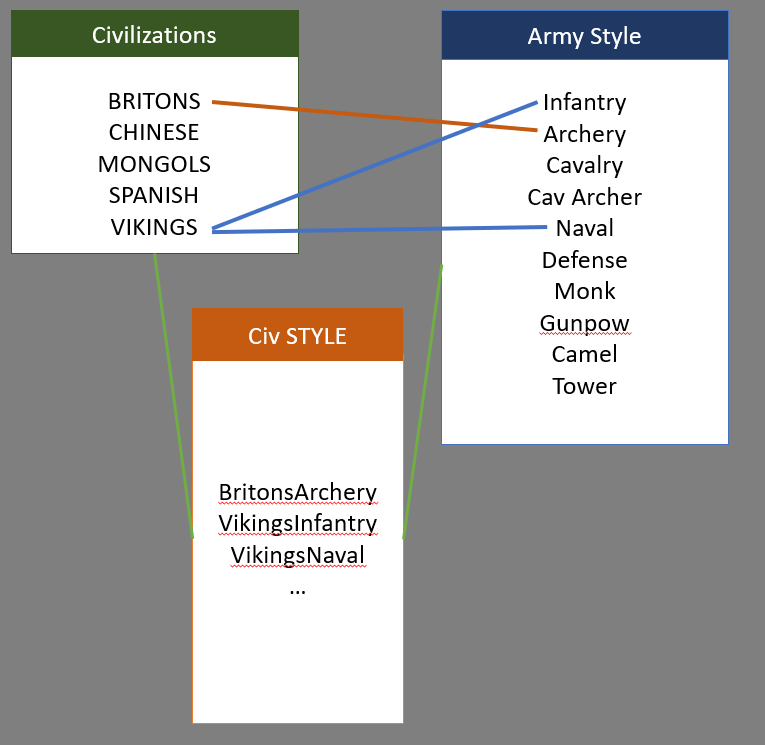 Civilizations
BRITONS
CHINESE
MONGOLS
SPANISH
VIKINGS
Army Style
Infantry
Archery
Cavalry
Cav Archer
Naval
Defense
Monk
Gunpow
Camel
Tower
Civ STYLE
BritonsArchery
VikingsInfantry
VikingsNaval
...